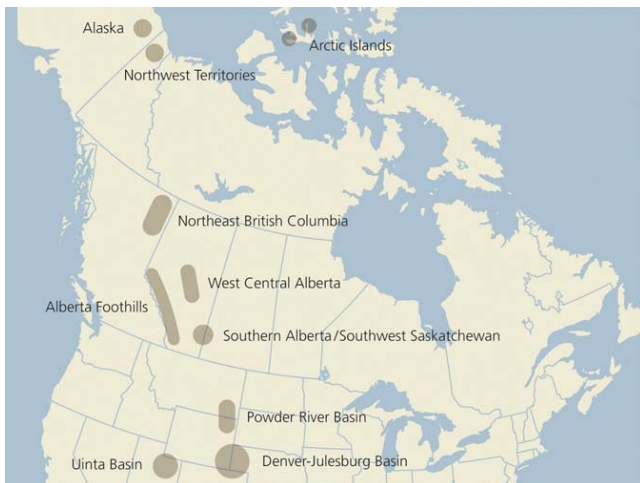 Alaska
Arctic Islands
Northwest Territories
Northeast British Columbia
West Central Alberta
Alberta Foothills
Southern Alberta/Southwest Saskatchewan
Powder River Basin
Uinta Basin
Denver-Julesburg Basin